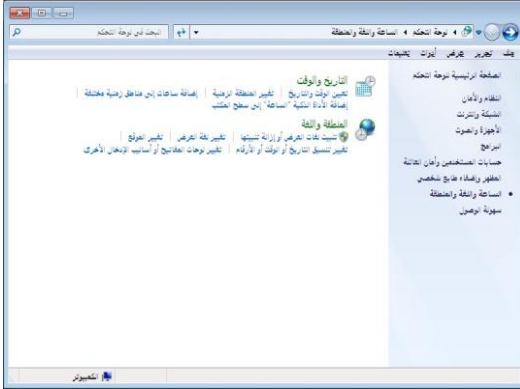 لوحة التحكم ◂ الساعة واللغة والمنطقة
البحث في لوحة التحكم
ملف تحرير عرض أدوات تعليمات
الصفحة الرئيسية للوحة التحكم
النظام والأمان
الشبكة وإنترنت
الأجهزة والصوت
البرامج
حسابات المستخدمين وأمان العائلة
المظهر وإضفاء طابع شخصي
الساعة واللغة والمنطقة
سهولة الوصول
التاريخ والوقت
تعيين الوقت والتاريخ | تغيير المنطقة الزمنية | إضافة ساعات إلى مناطق زمنية مختلفة
إضافة الأداة الذكية "الساعة" إلى سطح المكتب
المنطقة واللغة
تثبيت لغات العرض أو إزالة تثبيتها | تغيير لغة العرض | تغيير الموقع
تغيير تنسيق التاريخ أو الوقت أو الأرقام | تغيير لوحات المفاتيح أو أساليب الإدخال الأخرى
الكمبيوتر